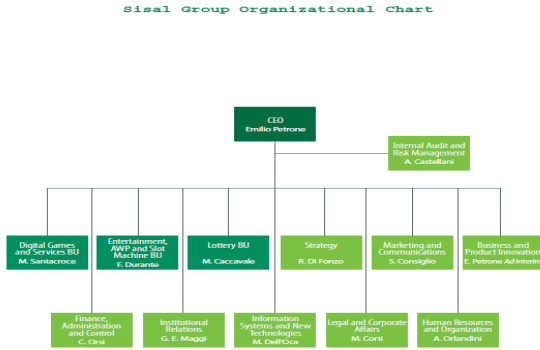 Sisal Group Organizational Chart
CEO
Emilio Petrone
Internal Audit and
Risk Management
A. Castellani
Digital Games
and Services BU
M. Santacroce
Entertainment,
AWP and Slot
Machine BU
F. Durante
Lottery BU
M. Caccavale
Strategy
R. Di Fonzo
Marketing and
Communications
S. Consiglio
Business and
Product Innovation
E. Petrone Ad interim
Finance,
Administration
and Control
C. Orsi
Institutional
Relations
G. E. Maggi
Information
Systems and New
Technologies
M. Dell'Oca
Legal and Corporate
Affairs
M. Corti
Human Resources
and Organization
A. Orlandini